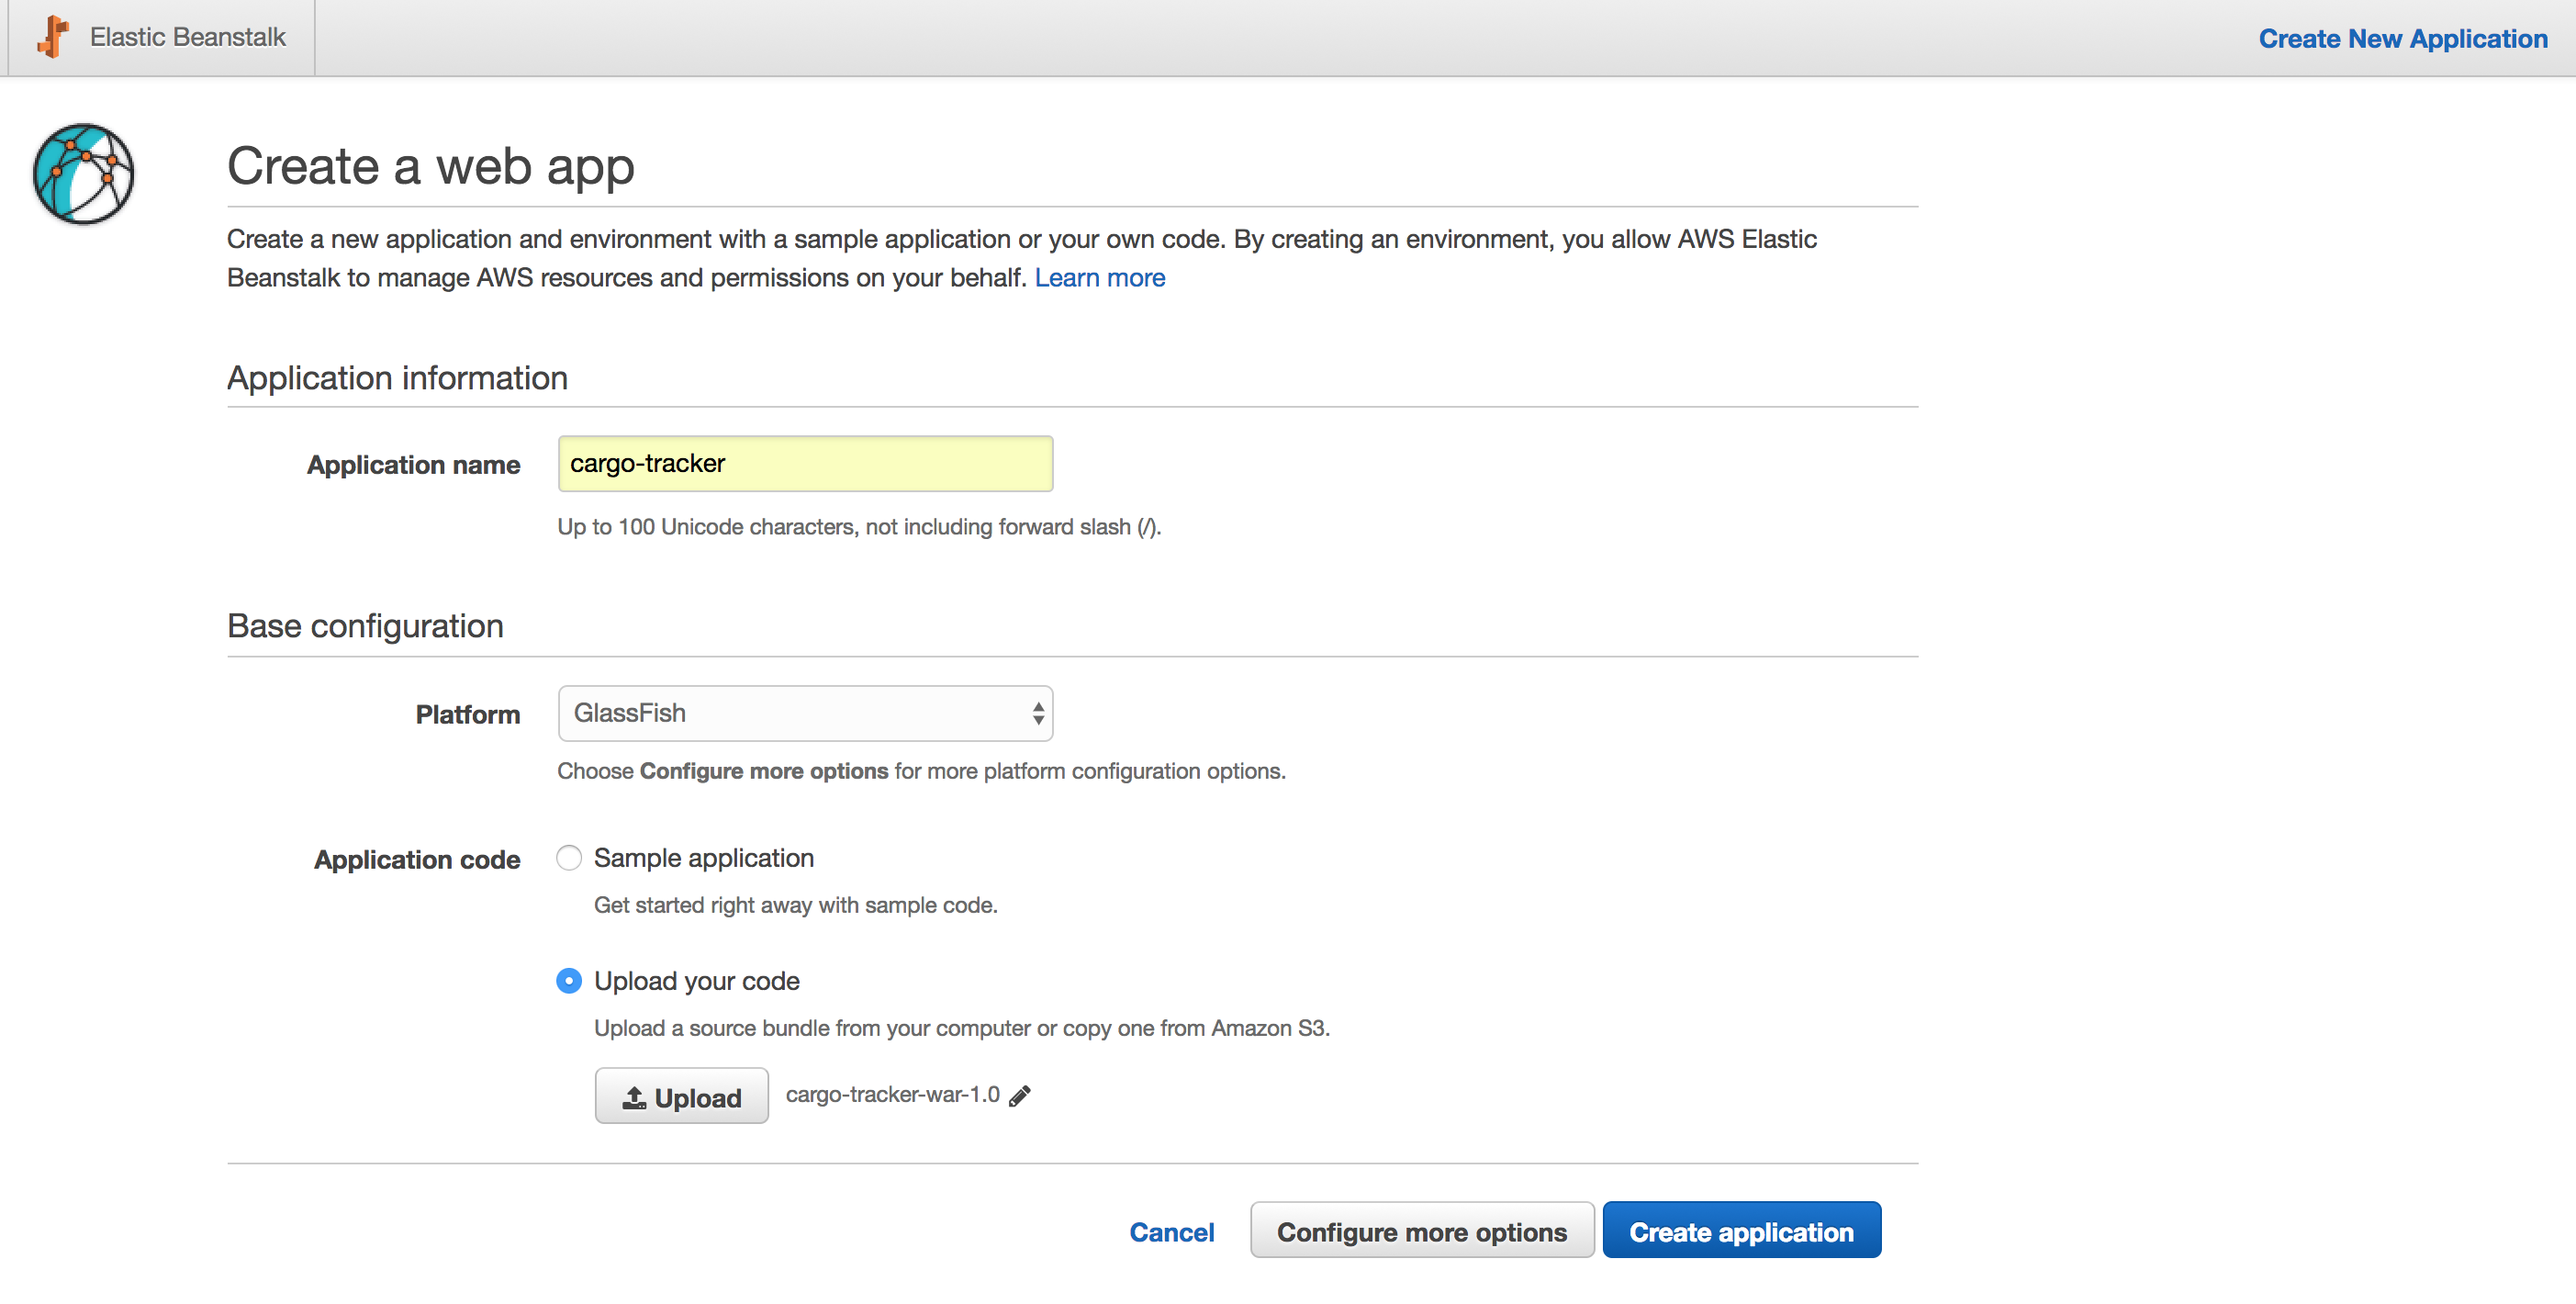 Elastic Beanstalk
Create New Application
Create a web app
Create a new application and environment with a sample application or your own code. By creating an environment, you allow AWS Elastic
Beanstalk to manage AWS resources and permissions on your behalf. Learn more
Application information
Application name
cargo-tracker
Up to 100 Unicode characters, not including forward slash (/).
Base configuration
Platform
GlassFish
Choose Configure more options for more platform configuration options.
Application code
Sample application
Get started right away with sample code.
Upload your code
Upload a source bundle from your computer or copy one from Amazon S3.
Upload
cargo-tracker-war-1.0
Cancel
Configure more options
Create application